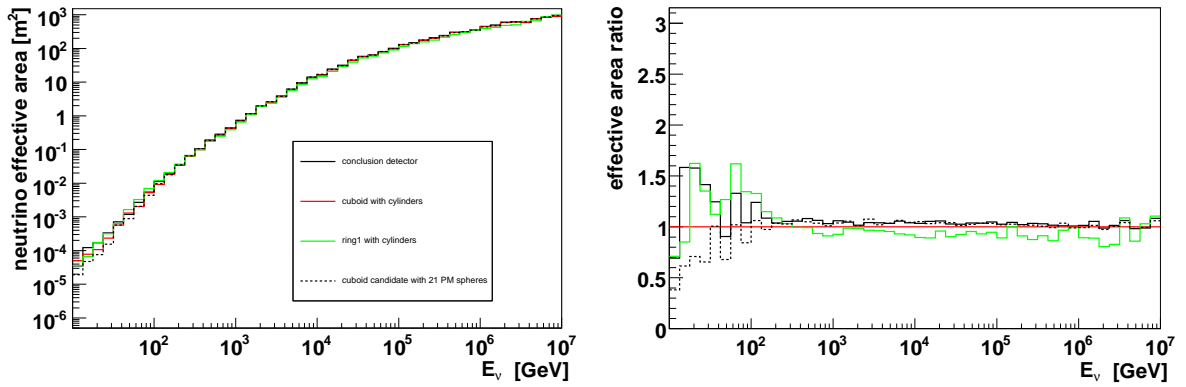 neutrino effective area [m²]
10³
10²
10
1
10⁻¹
10⁻²
10⁻³
10⁻⁴
10⁻⁵
10⁻⁶
conclusion detector
cuboid with cylinders
ring1 with cylinders
cuboid candidate with 21 PM spheres
10² 10³ 10⁴ 10⁵ 10⁶ 10⁷
E_ν [GeV]
effective area ratio
3
2.5
2
1.5
1
0.5
0
10² 10³ 10⁴ 10⁵ 10⁶ 10⁷
E_ν [GeV]